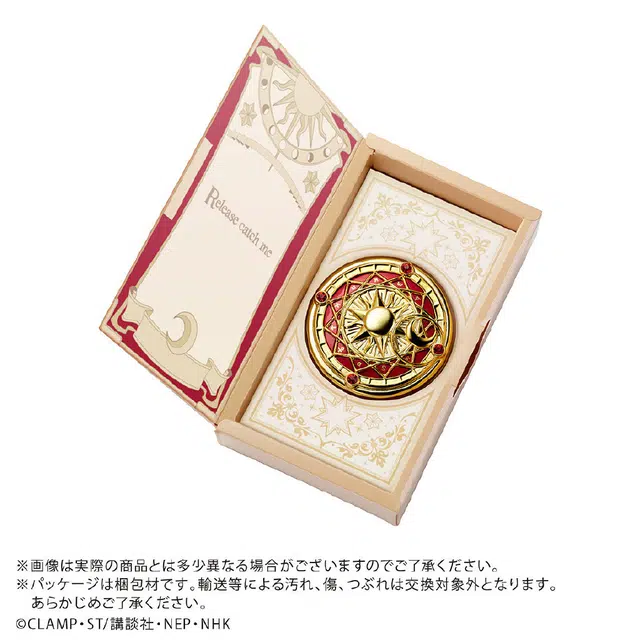 Release catch me
※画像は実際の商品とは多少異なる場合がございますのでご了承ください。
※パッケージは梱包材です。輸送等による汚れ、傷、つぶれは交換対象外となります。
あらかじめご了承ください。
©CLAMP・ST/講談社・NEP・NHK